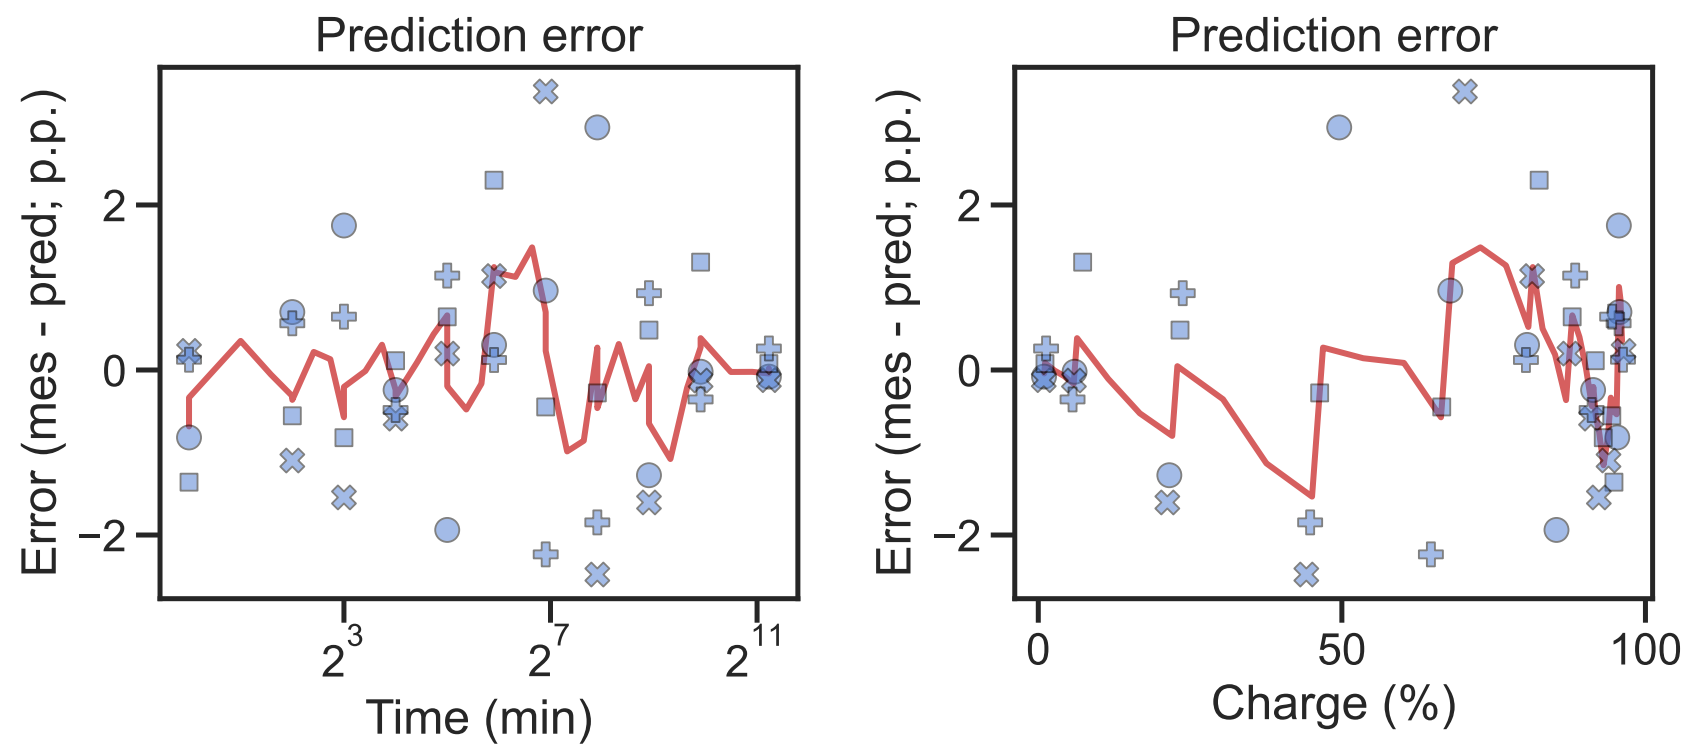 Prediction error
Error (mes - pred; p.p.)
2
0
−2
2^3
2^7
2^11
Time (min)
Prediction error
Error (mes - pred; p.p.)
2
0
−2
0
50
100
Charge (%)